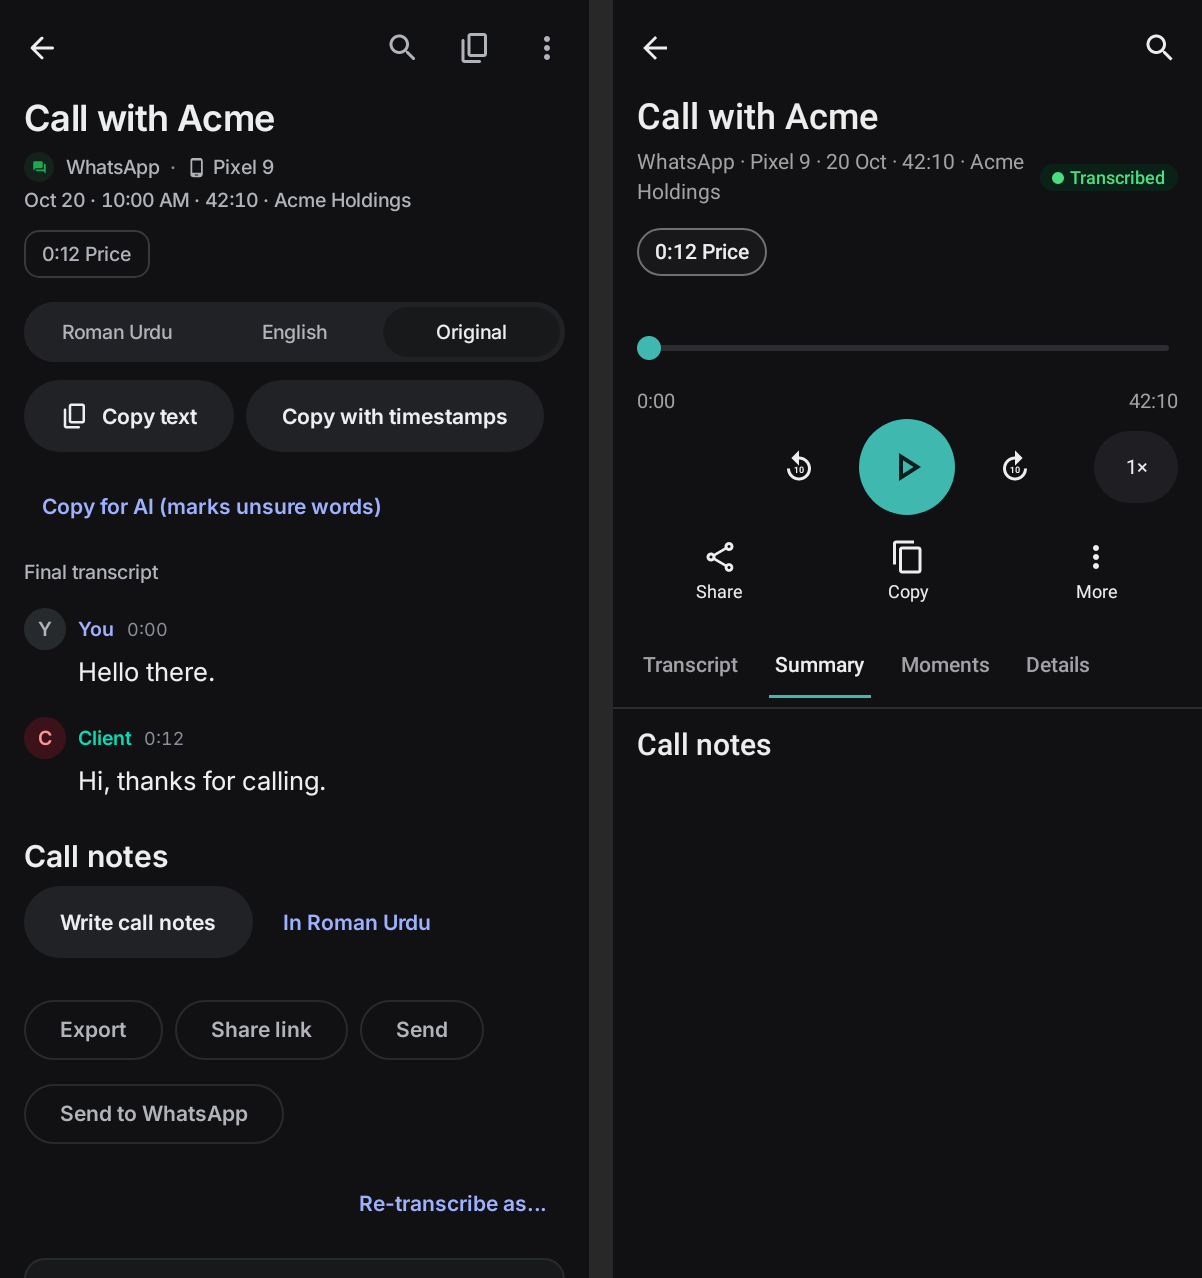 Call with Acme
WhatsApp · Pixel 9
Oct 20 · 10:00 AM · 42:10 · Acme Holdings
0:12 Price
Roman Urdu English Original
Copy text Copy with timestamps
Copy for AI (marks unsure words)
Final transcript
Y You 0:00
Hello there.
C Client 0:12
Hi, thanks for calling.
Call notes
Write call notes In Roman Urdu
Export Share link Send
Send to WhatsApp
Re-transcribe as...
Call with Acme
WhatsApp · Pixel 9 · 20 Oct · 42:10 · Acme
Holdings
Transcribed
0:12 Price
0:00 42:10
10 10 1×
Share Copy More
Transcript Summary Moments Details
Call notes